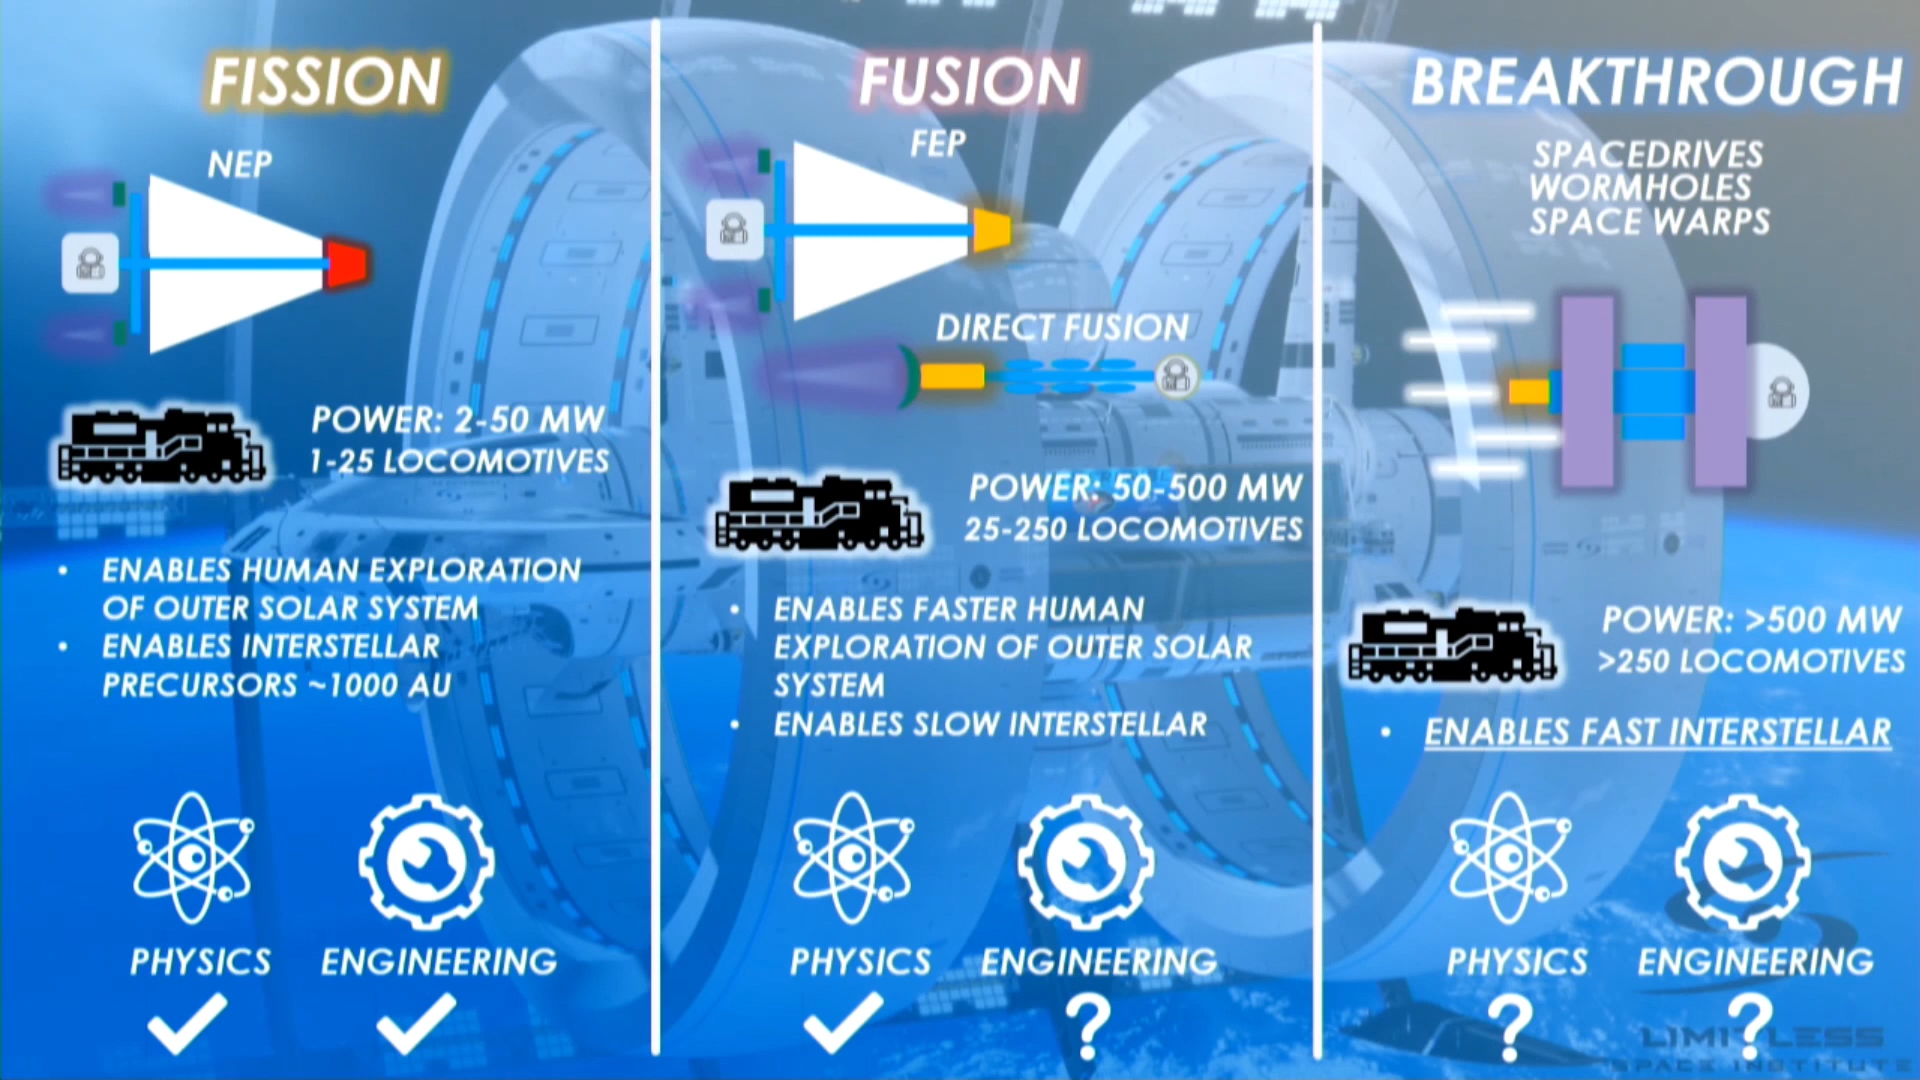 FISSION
NEP
POWER: 2-50 MW
1-25 LOCOMOTIVES
• ENABLES HUMAN EXPLORATION
OF OUTER SOLAR SYSTEM
• ENABLES INTERSTELLAR
PRECURSORS ~1000 AU
PHYSICS
ENGINEERING
FUSION
FEP
DIRECT FUSION
POWER: 50-500 MW
25-250 LOCOMOTIVES
• ENABLES FASTER HUMAN
EXPLORATION OF OUTER SOLAR
SYSTEM
• ENABLES SLOW INTERSTELLAR
PHYSICS
ENGINEERING
?
BREAKTHROUGH
SPACEDRIVES
WORMHOLES
SPACE WARPS
POWER: >500 MW
>250 LOCOMOTIVES
• ENABLES FAST INTERSTELLAR
PHYSICS
ENGINEERING
?
?
LIMITLESS
SPACE INSTITUTE